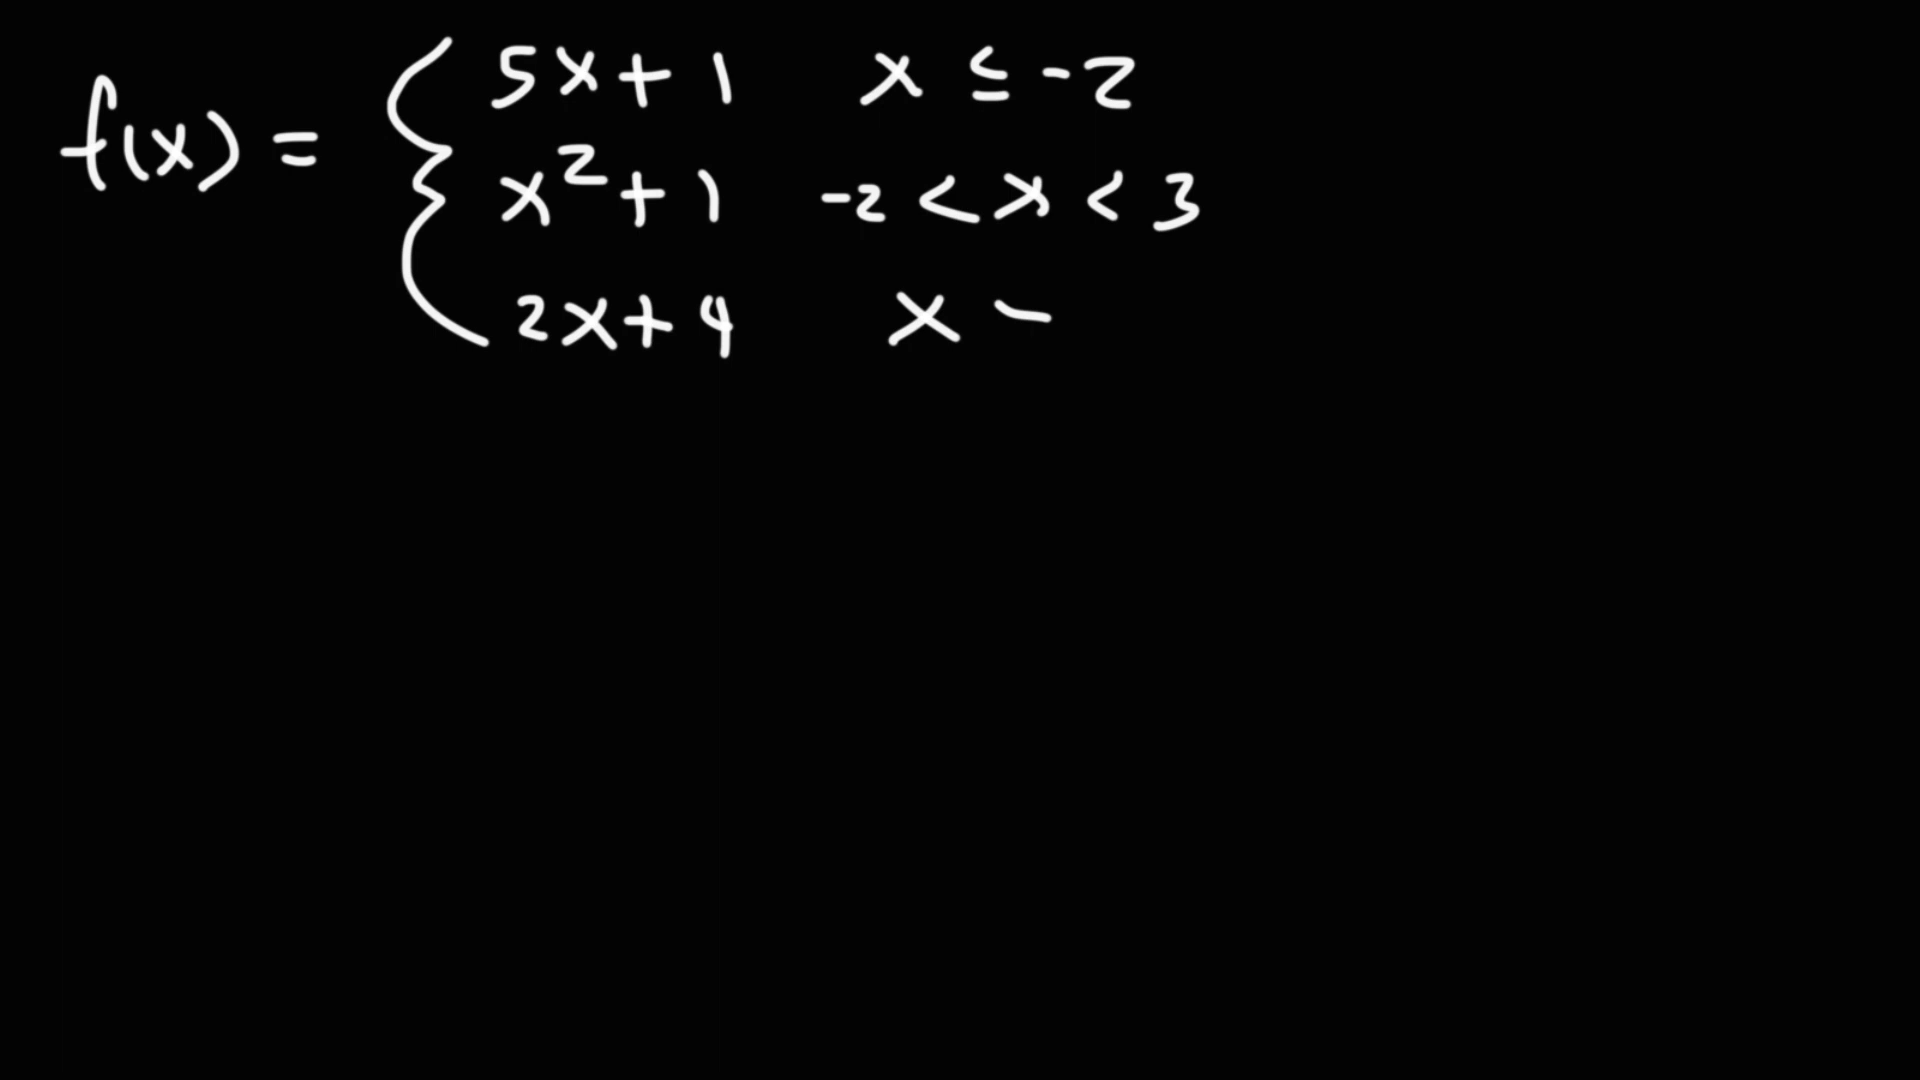 f(x) = { 5x + 1 x ≤ -2
x² + 1 -2 < x < 3
2x + 4 x -